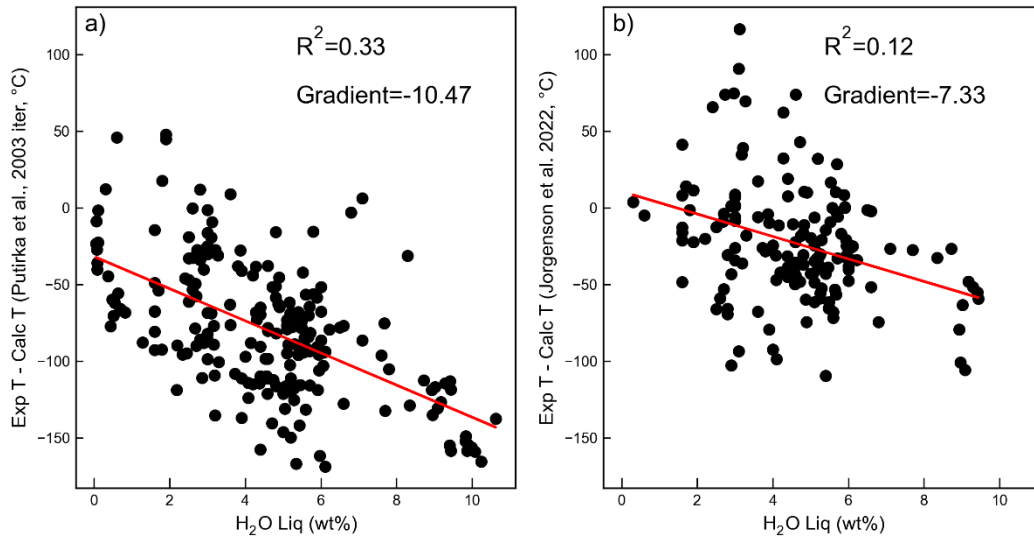 a)
R²=0.33
Gradient=-10.47
Exp T - Calc T (Putirka et al., 2003 iter, °C)
100
50
0
−50
−100
−150
0 2 4 6 8 10
H₂O Liq (wt%)
b)
R²=0.12
Gradient=-7.33
Exp T - Calc T (Jorgenson et al. 2022, °C)
100
50
0
−50
−100
−150
0 2 4 6 8 10
H₂O Liq (wt%)